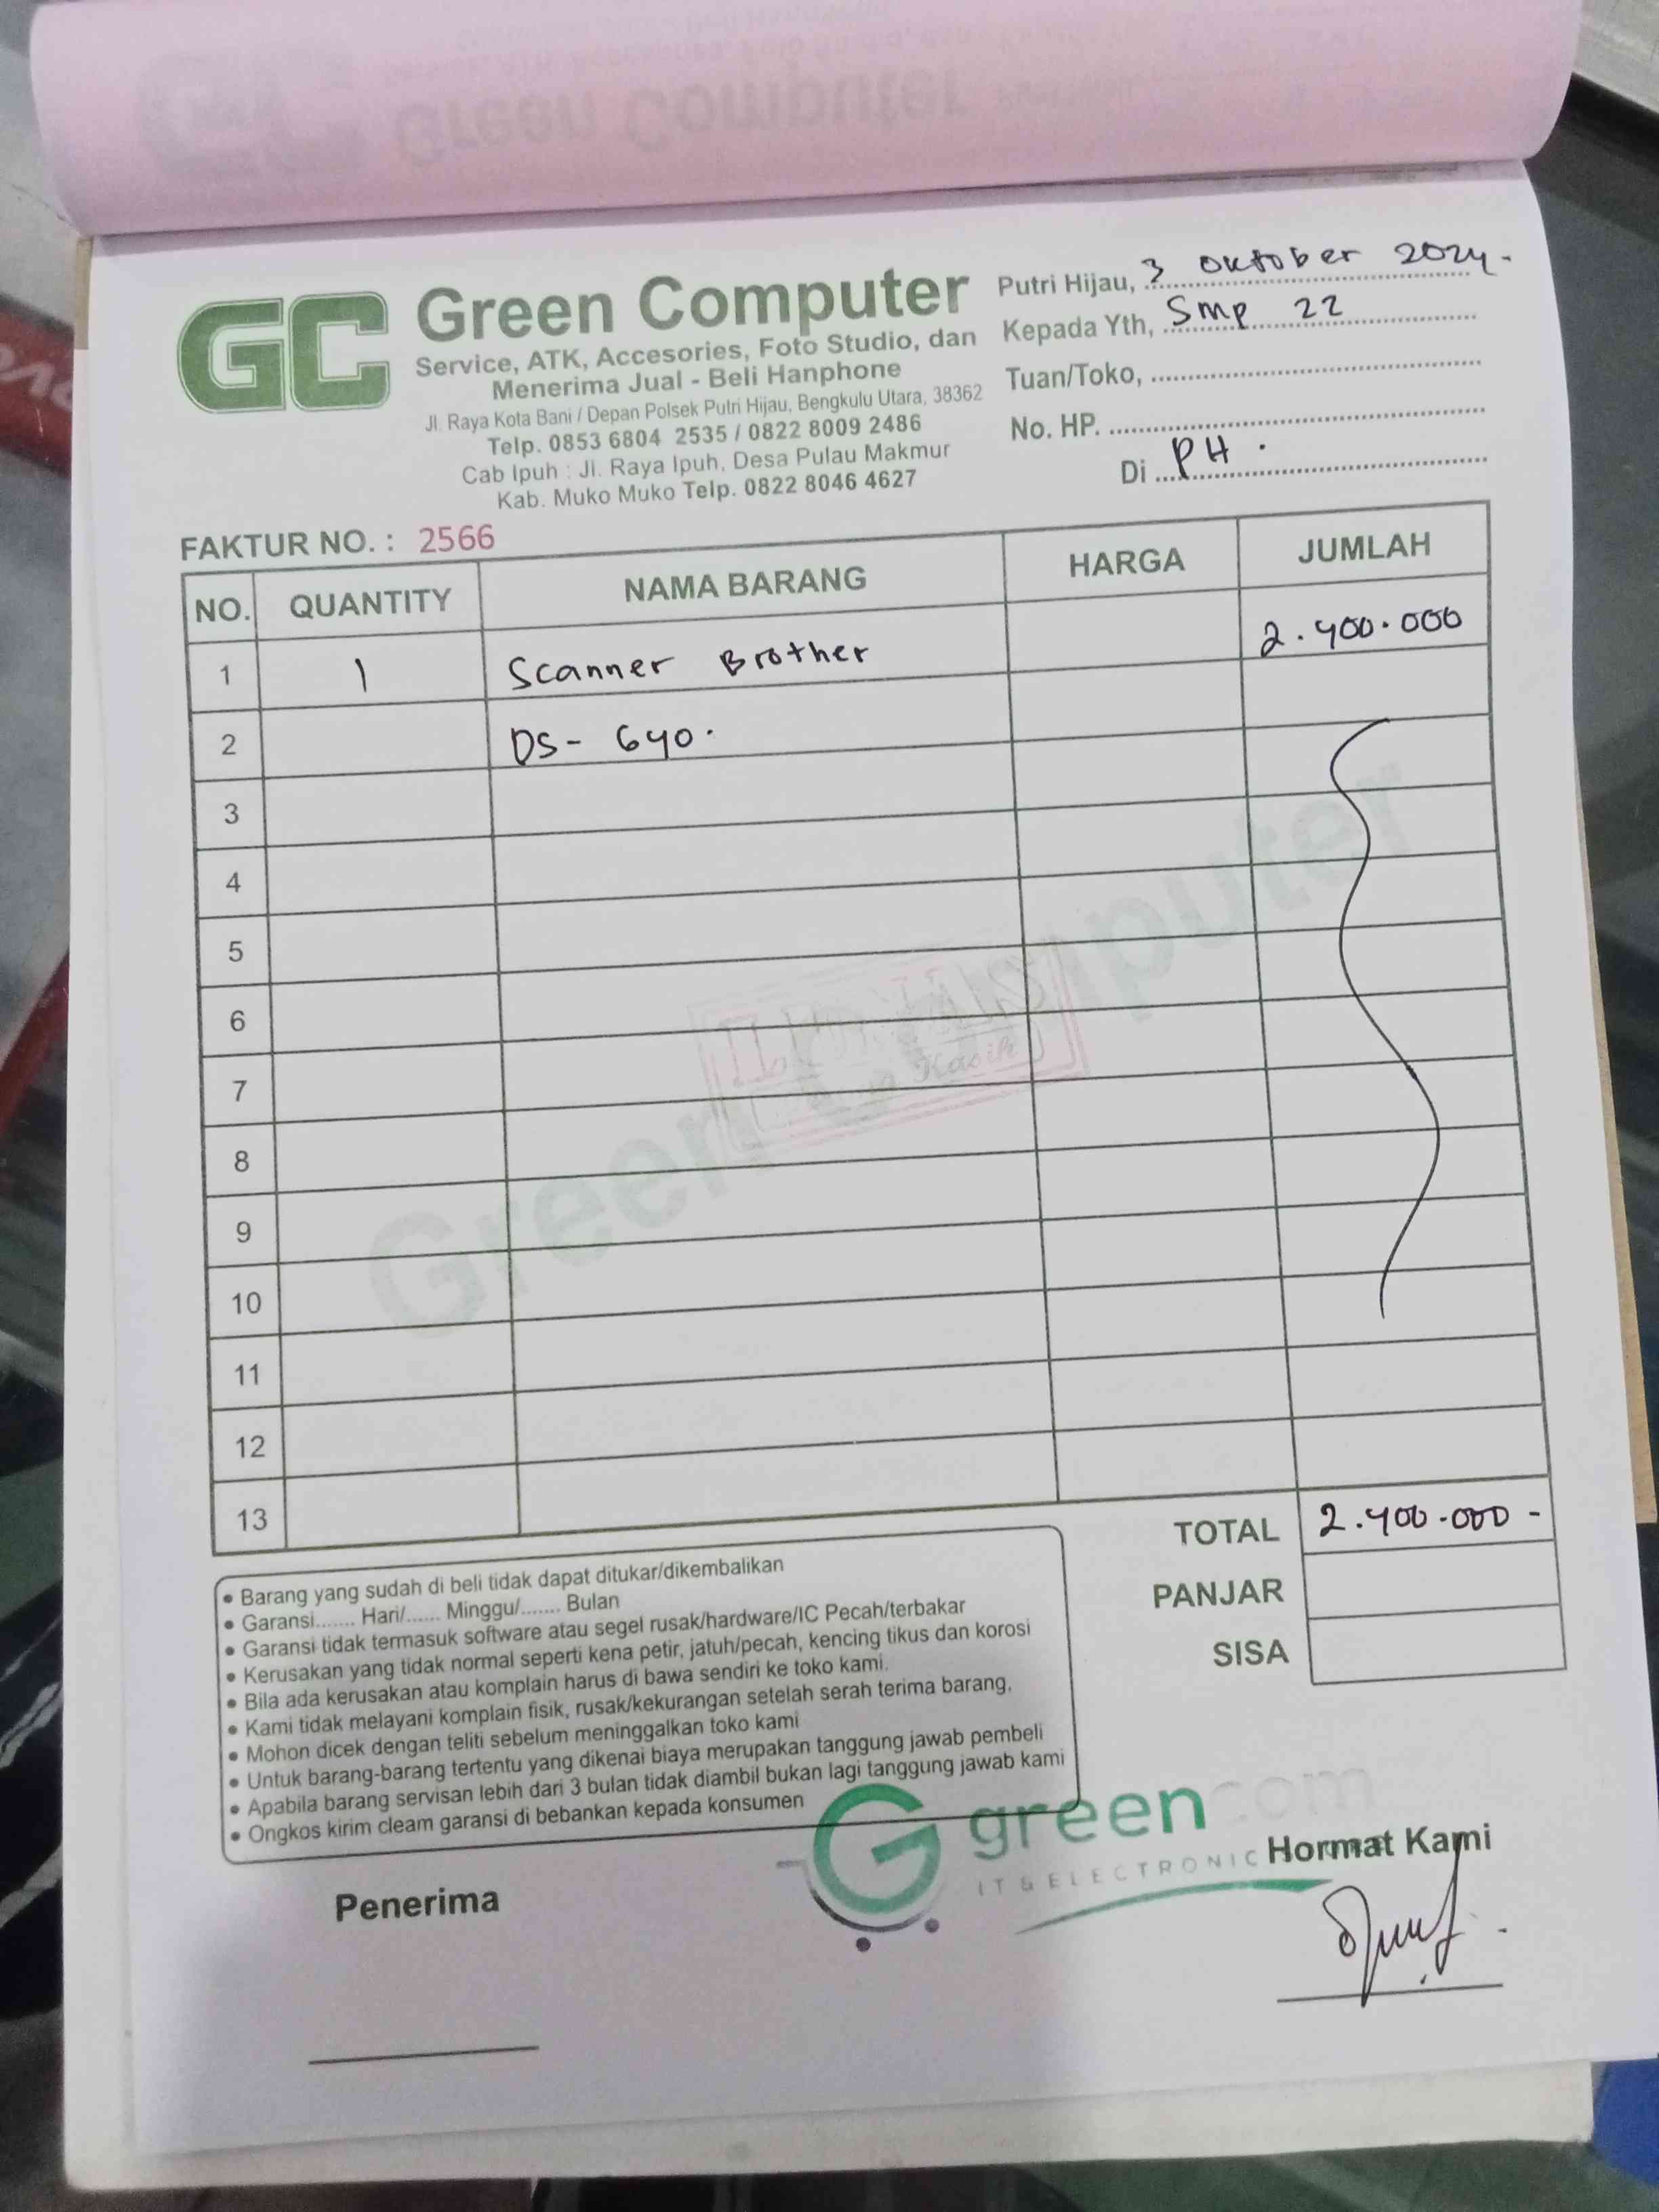 GC Green Computer
Service, ATK, Accesories, Foto Studio, dan
Menerima Jual - Beli Hanphone
Jl. Raya Kota Bani / Depan Polsek Putri Hijau, Bengkulu Utara, 38362
Telp. 0853 6804 2535 / 0822 8009 2486
Cab Ipuh : Jl. Raya Ipuh, Desa Pulau Makmur
Kab. Muko Muko Telp. 0822 8046 4627
Putri Hijau, 3 Oktober 2024.
Kepada Yth, Smp 22
Tuan/Toko,
No. HP.
Di PH.
FAKTUR NO. : 2566
NO. QUANTITY NAMA BARANG HARGA JUMLAH
1 1 Scanner Brother 2.400.000
2 DS-640.
3
4
5
6
7
8
9
10
11
12
13
Green Computer
Kasih
TOTAL 2.400.000 -
PANJAR
SISA
• Barang yang sudah di beli tidak dapat ditukar/dikembalikan
• Garansi....... Hari/...... Minggu/....... Bulan
• Garansi tidak termasuk software atau segel rusak/hardware/IC Pecah/terbakar
• Kerusakan yang tidak normal seperti kena petir, jatuh/pecah, kencing tikus dan korosi
• Bila ada kerusakan atau komplain harus di bawa sendiri ke toko kami.
• Kami tidak melayani komplain fisik, rusak/kekurangan setelah serah terima barang,
• Mohon dicek dengan teliti sebelum meninggalkan toko kami
• Untuk barang-barang tertentu yang dikenai biaya merupakan tanggung jawab pembeli
• Apabila barang servisan lebih dari 3 bulan tidak diambil bukan lagi tanggung jawab kami
• Ongkos kirim cleam garansi di bebankan kepada konsumen
greencom
IT & ELECTRONIC
Penerima
Hormat Kami